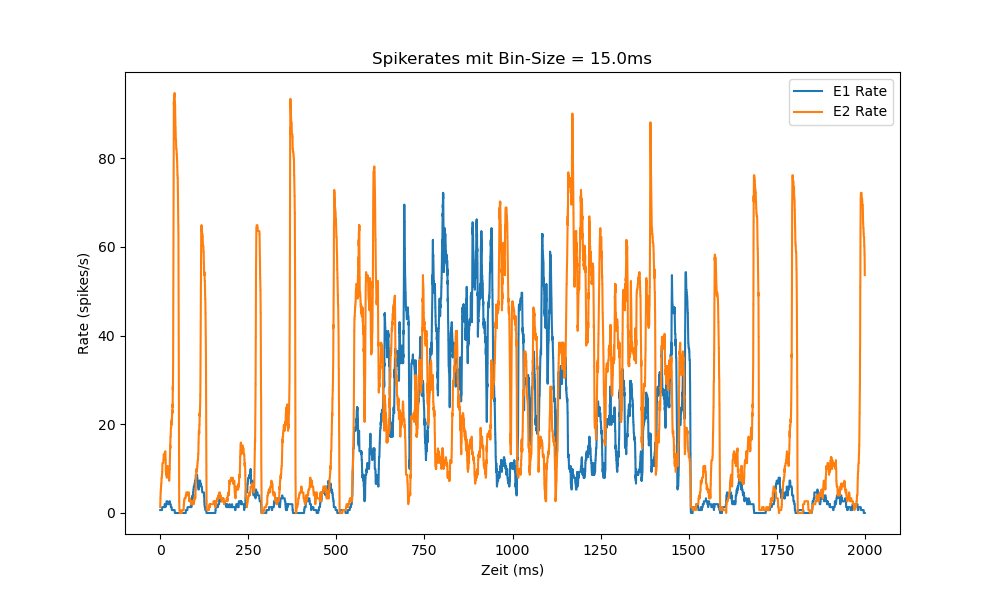 Spikerates mit Bin-Size = 15.0ms
E1 Rate
E2 Rate
Rate (spikes/s)
80
60
40
20
0
0 250 500 750 1000 1250 1500 1750 2000
Zeit (ms)